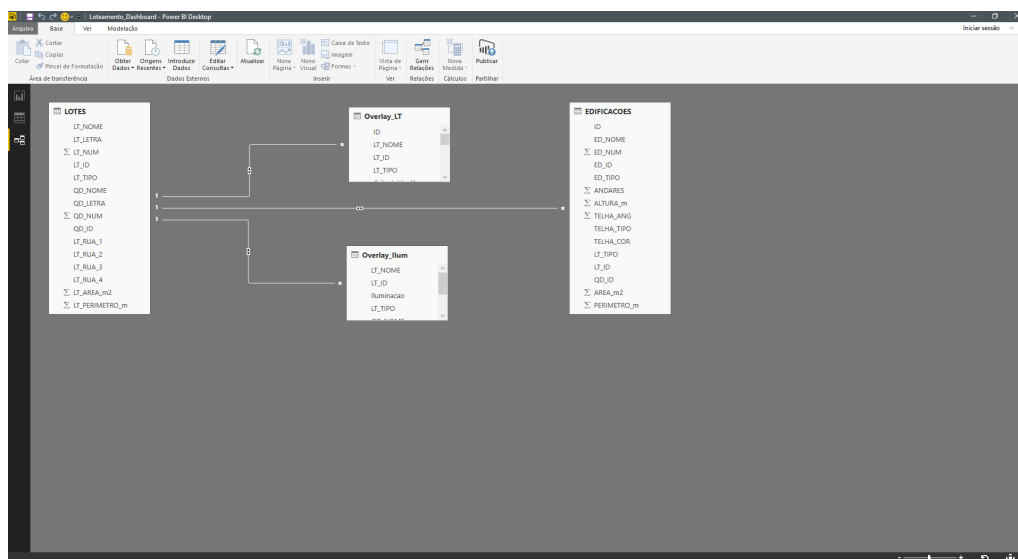 Loteamento_Dashboard - Power BI Desktop
Arquivo Base Ver Modelação Iniciar sessão
Colar
Cortar
Copiar
Pincel de Formatação
Área de transferência
Obter Dados
Origens Recentes
Introduzir Dados
Editar Consultas
Dados Externos
Atualizar
Nova Página
Novo Visual
Caixa de Texto
Imagem
Formas
Inserir
Vista de Página
Ver
Gerir Relações
Relações
Nova Medida
Cálculos
Publicar
Partilhar
LOTES
LT_NOME
LT_LETRA
Σ LT_NUM
LT_ID
LT_TIPO
QD_NOME
QD_LETRA
Σ QD_NUM
QD_ID
LT_RUA_1
LT_RUA_2
LT_RUA_3
LT_RUA_4
Σ LT_AREA_m2
Σ LT_PERIMETRO_m
1
1
1
Overlay_LT
ID
LT_NOME
LT_ID
LT_TIPO
Overlay_Ilum
LT_NOME
LT_ID
Iluminacao
LT_TIPO
QD_NOME
EDIFICACOES
ID
ED_NOME
Σ ED_NUM
ED_ID
ED_TIPO
Σ ANDARES
Σ ALTURA_m
Σ TELHA_ANG
TELHA_TIPO
TELHA_COR
LT_TIPO
LT_ID
QD_ID
Σ AREA_m2
Σ PERIMETRO_m